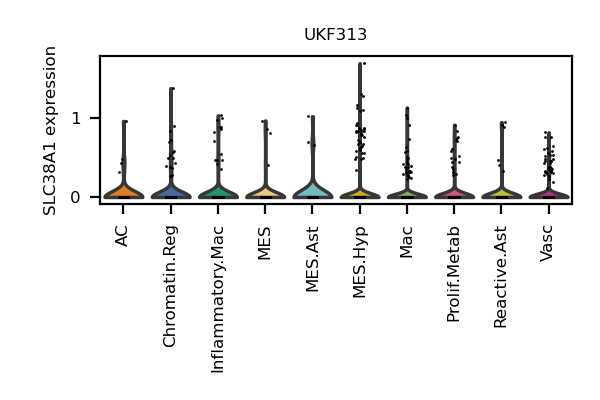 UKF313
SLC38A1 expression
1
0
AC
Chromatin.Reg
Inflammatory.Mac
MES
MES.Ast
MES.Hyp
Mac
Prolif.Metab
Reactive.Ast
Vasc